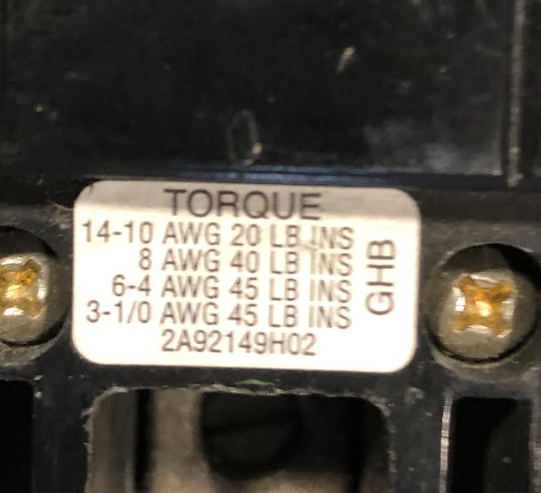 TORQUE
14-10 AWG 20 LB INS
8 AWG 40 LB INS
6-4 AWG 45 LB INS
3-1/0 AWG 45 LB INS
2A92149H02
GHB